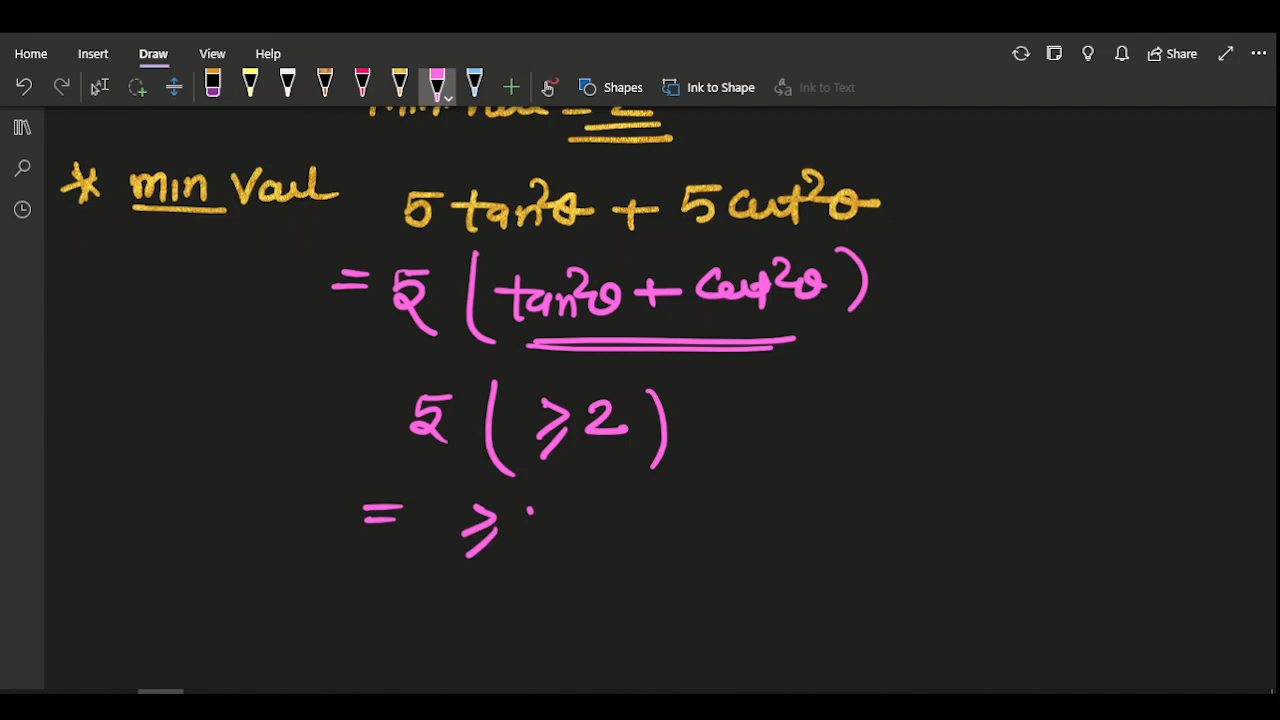 Home Insert Draw View Help Share
Shapes Ink to Shape Ink to Text
* min Val 5 tan²θ + 5 cot²θ
= 5 ( tan²θ + cot²θ )
5 ( ⩾ 2 )
= ⩾